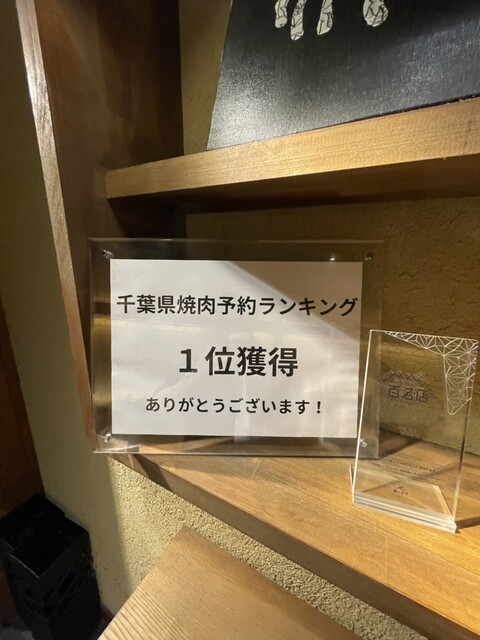 千葉県焼肉予約ランキング
１位獲得
ありがとうございます！
百名店